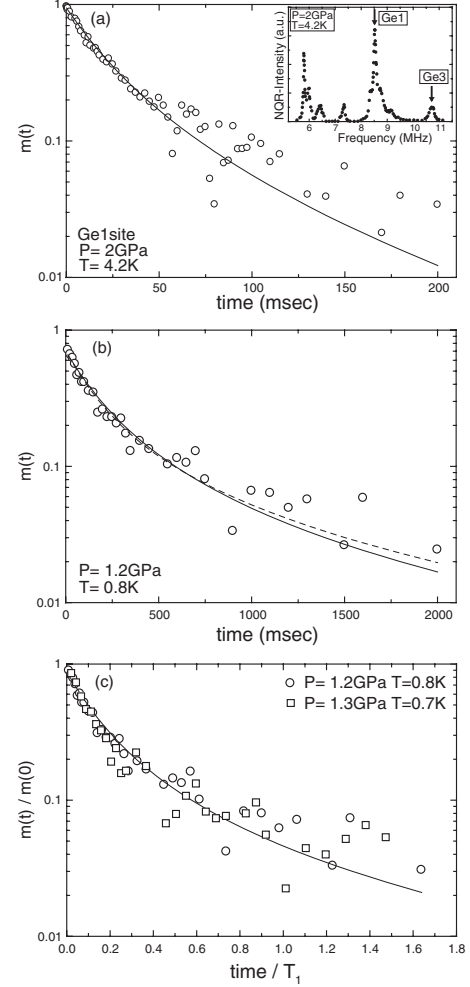 (a)
P=2GPa
T=4.2K
Ge1
Ge3
NQR-Intensity (a.u.)
6 7 8 9 10 11
Frequency (MHz)
1
0.1
0.01
m(t)
Ge1site
P= 2GPa
T= 4.2K
0 50 100 150 200
time (msec)
(b)
1
0.1
0.01
m(t)
P= 1.2GPa
T= 0.8K
0 500 1000 1500 2000
time (msec)
(c)
P= 1.2GPa T=0.8K
P= 1.3GPa T=0.7K
1
0.1
0.01
m(t) / m(0)
0.0 0.2 0.4 0.6 0.8 1.0 1.2 1.4 1.6 1.8
time / T1